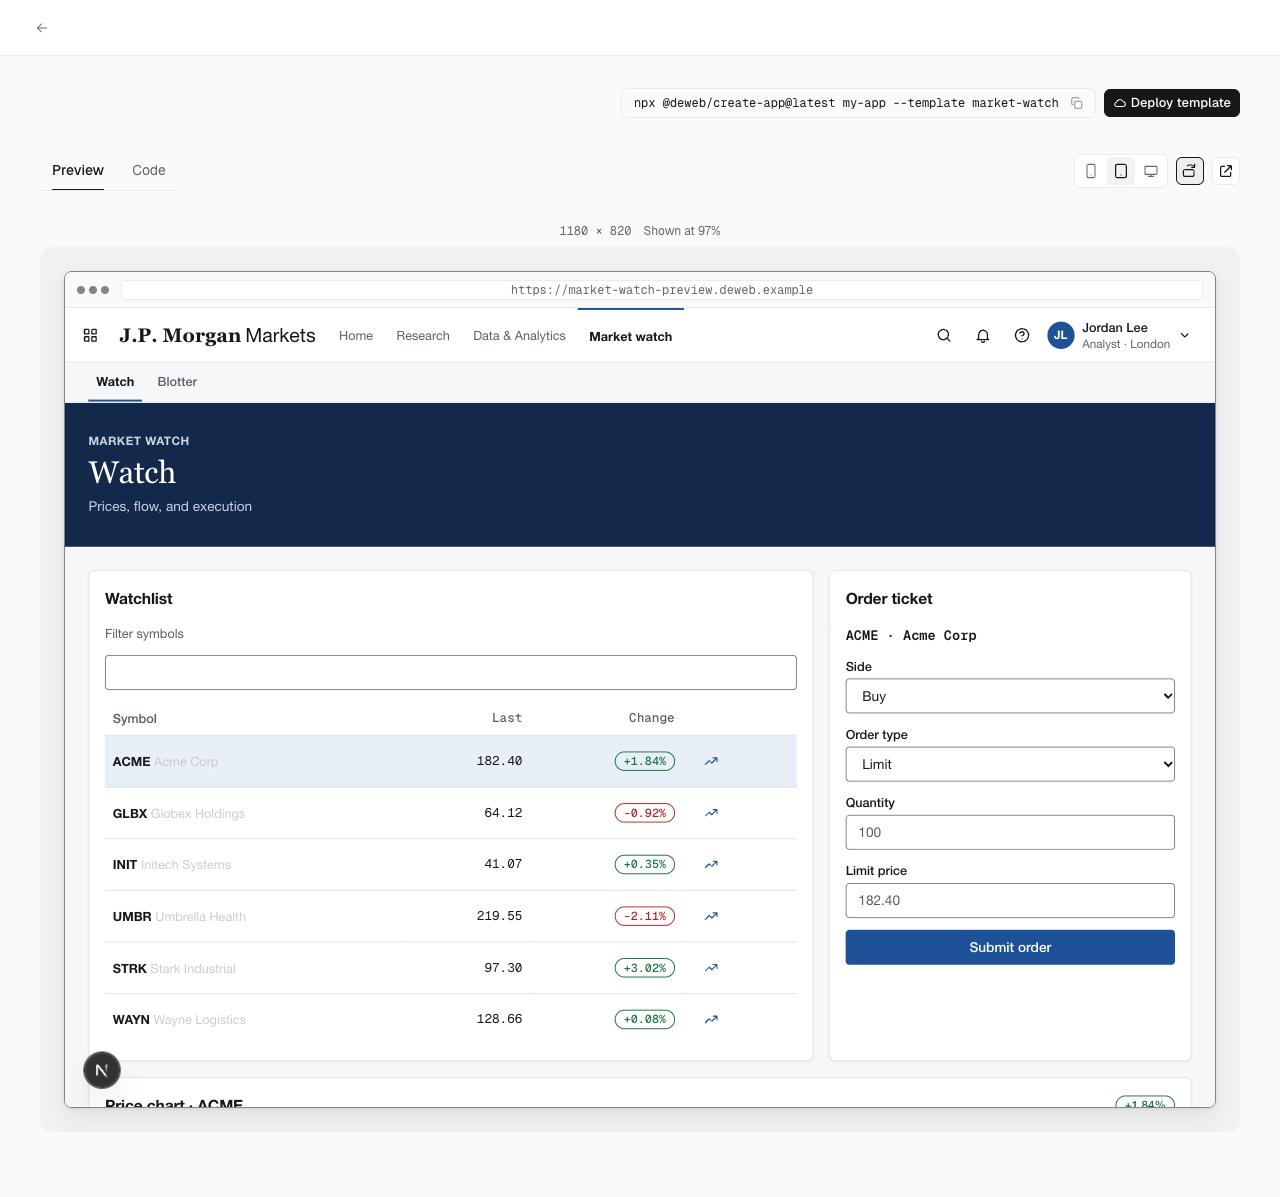 npx @deweb/create-app@latest my-app --template market-watch
Deploy template
Preview Code
1180 × 820 Shown at 97%
https://market-watch-preview.deweb.example
J.P. Morgan Markets Home Research Data & Analytics Market watch
JL Jordan Lee
Analyst · London
Watch Blotter
MARKET WATCH
Watch
Prices, flow, and execution
Watchlist
Filter symbols
Symbol Last Change
ACME Acme Corp 182.40 +1.84%
GLBX Globex Holdings 64.12 -0.92%
INIT Initech Systems 41.07 +0.35%
UMBR Umbrella Health 219.55 -2.11%
STRK Stark Industrial 97.30 +3.02%
WAYN Wayne Logistics 128.66 +0.08%
Order ticket
ACME · Acme Corp
Side
Buy
Order type
Limit
Quantity
100
Limit price
182.40
Submit order
N
Price chart · ACME +1.84%